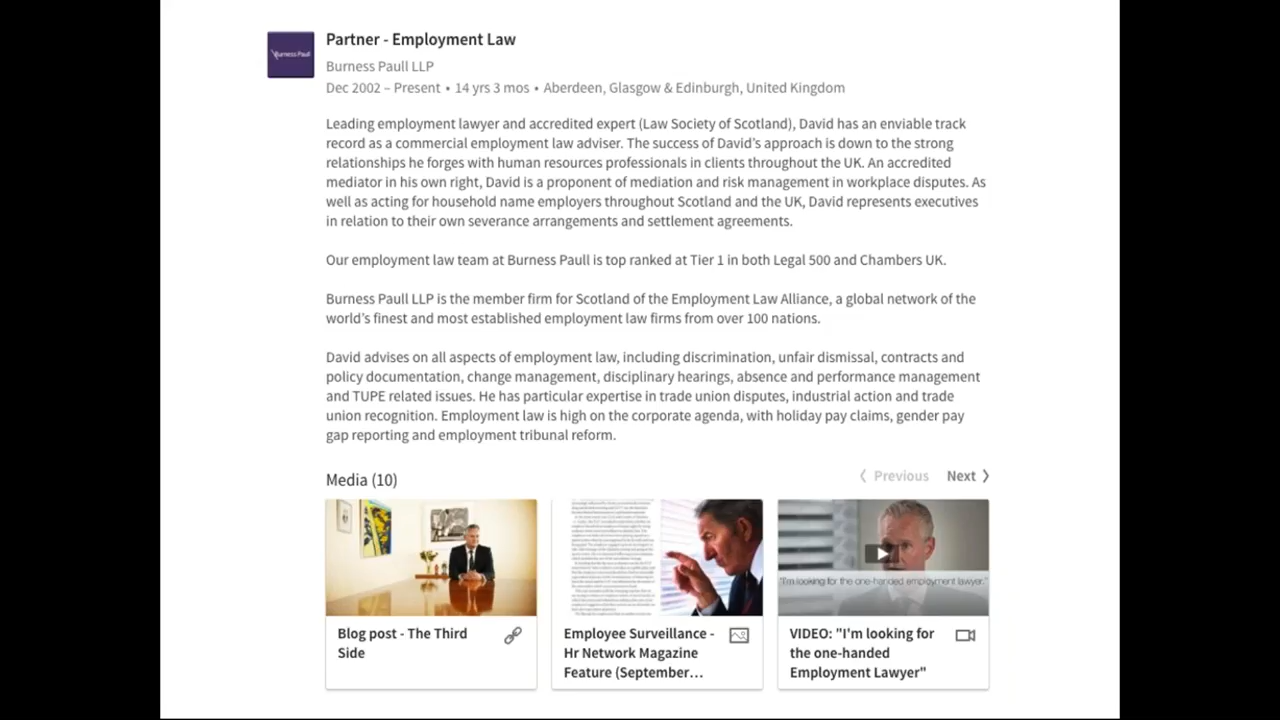 Burness Paull
Partner - Employment Law
Burness Paull LLP
Dec 2002 – Present • 14 yrs 3 mos • Aberdeen, Glasgow & Edinburgh, United Kingdom
Leading employment lawyer and accredited expert (Law Society of Scotland), David has an enviable track
record as a commercial employment law adviser. The success of David's approach is down to the strong
relationships he forges with human resources professionals in clients throughout the UK. An accredited
mediator in his own right, David is a proponent of mediation and risk management in workplace disputes. As
well as acting for household name employers throughout Scotland and the UK, David represents executives
in relation to their own severance arrangements and settlement agreements.
Our employment law team at Burness Paull is top ranked at Tier 1 in both Legal 500 and Chambers UK.
Burness Paull LLP is the member firm for Scotland of the Employment Law Alliance, a global network of the
world's finest and most established employment law firms from over 100 nations.
David advises on all aspects of employment law, including discrimination, unfair dismissal, contracts and
policy documentation, change management, disciplinary hearings, absence and performance management
and TUPE related issues. He has particular expertise in trade union disputes, industrial action and trade
union recognition. Employment law is high on the corporate agenda, with holiday pay claims, gender pay
gap reporting and employment tribunal reform.
Media (10)
Previous Next
"I'm looking for the one-handed employment lawyer."
Blog post - The Third
Side
Employee Surveillance -
Hr Network Magazine
Feature (September…
VIDEO: "I'm looking for
the one-handed
Employment Lawyer"